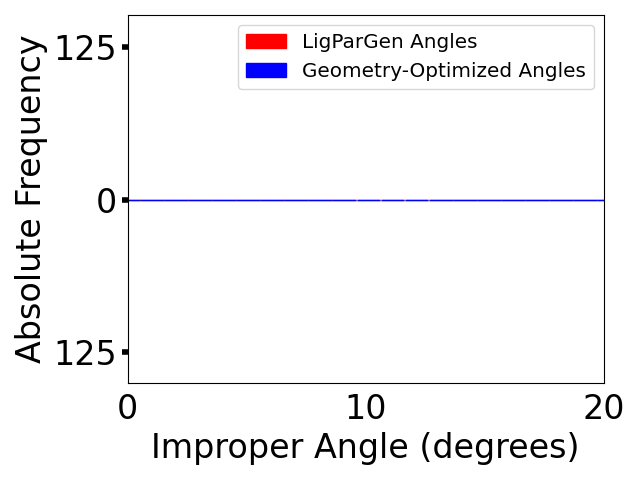 LigParGen Angles
Geometry-Optimized Angles
Absolute Frequency
125
0
125
0 10 20
Improper Angle (degrees)